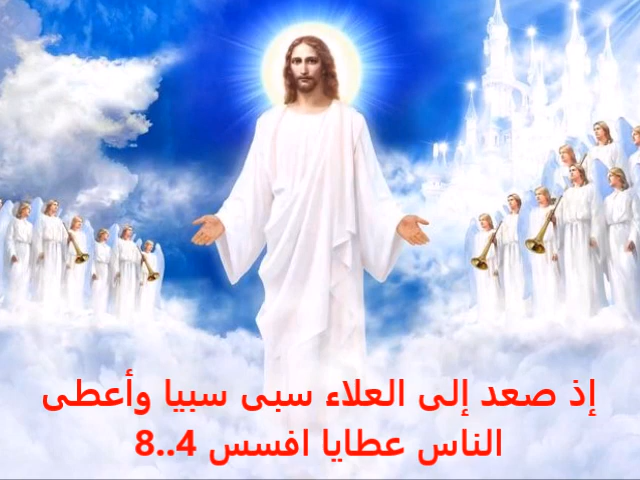 إذ صعد إلى العلاء سبى سبيا وأعطى
الناس عطايا افسس 4..8